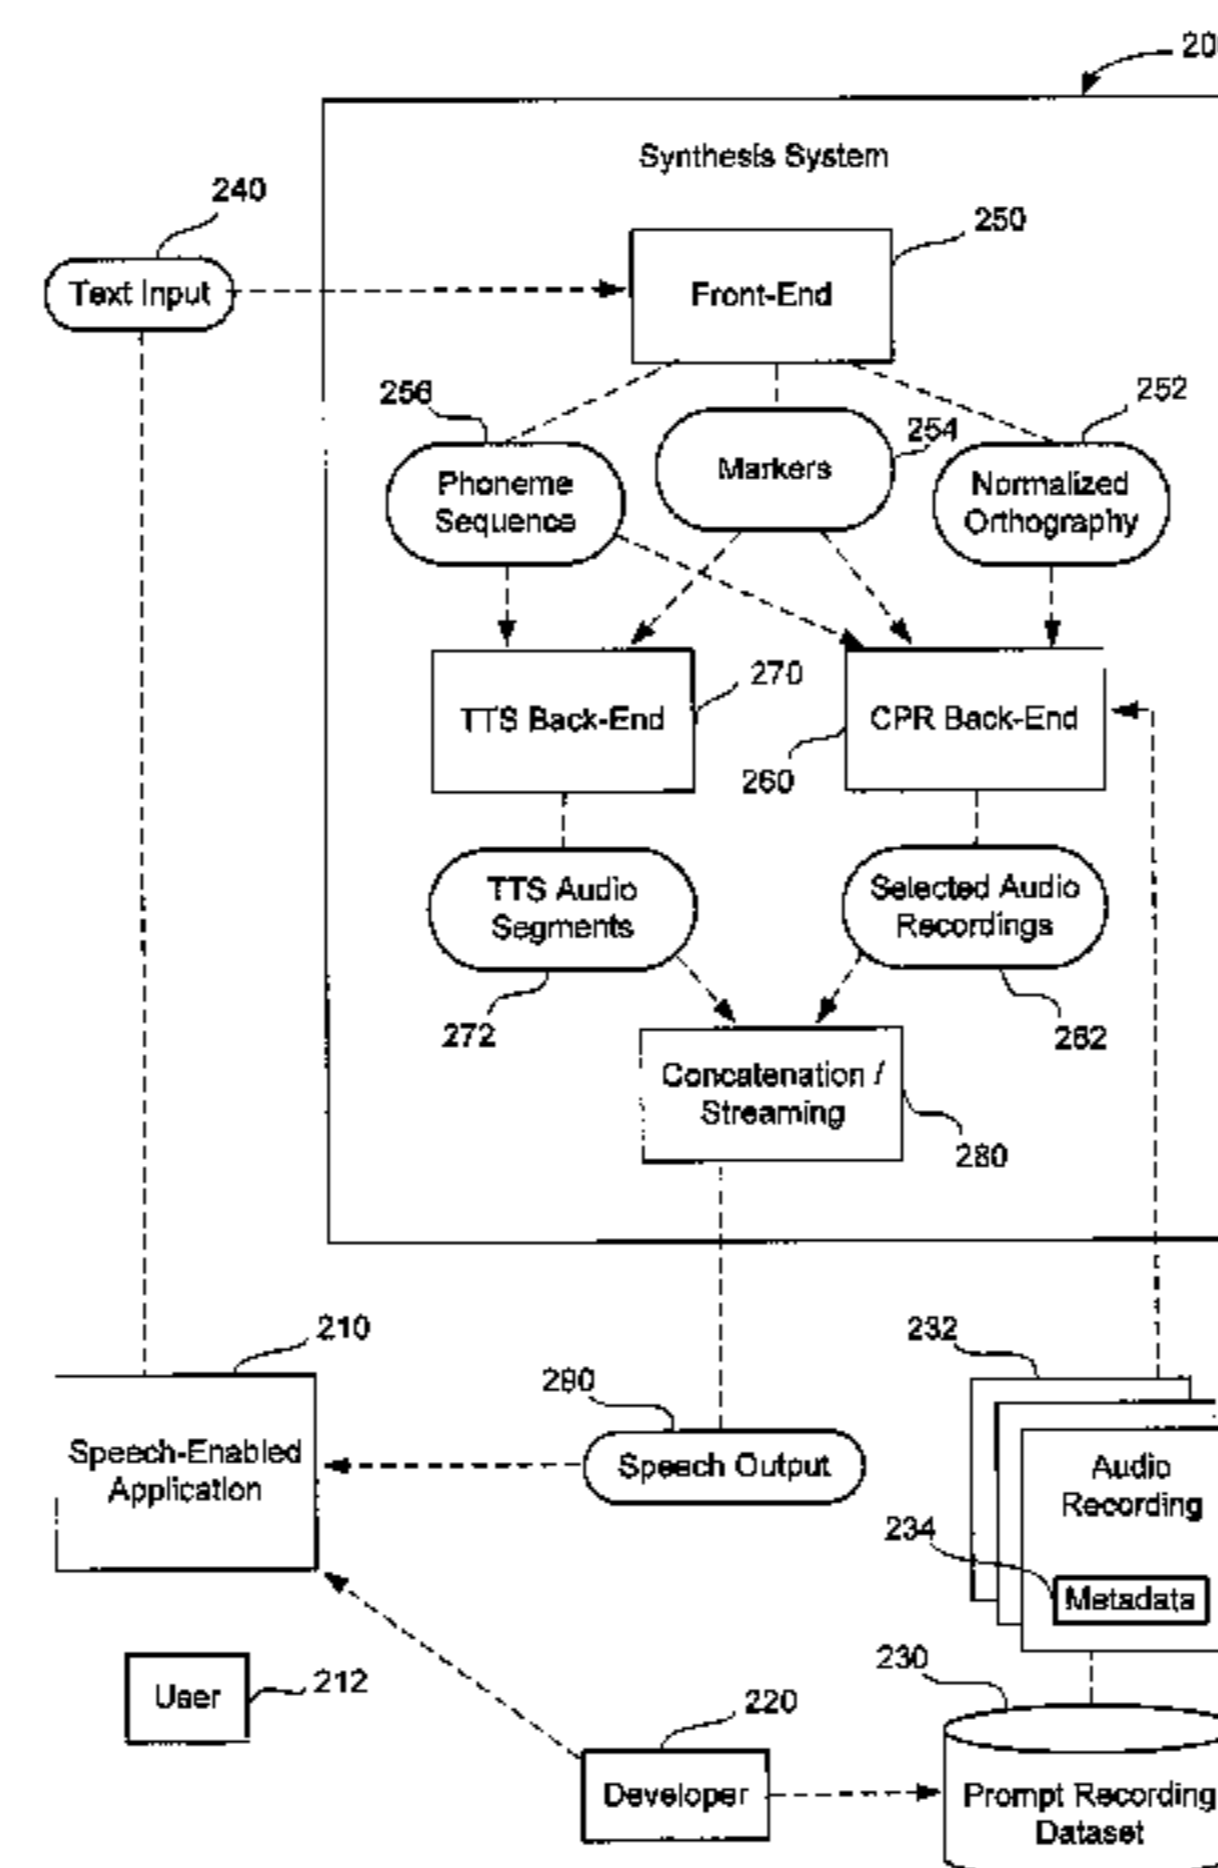 20
Synthesis System
240
250
Text Input
Front-End
256
252
254
Markers
Phoneme
Sequence
Normalized
Orthography
270
TTS Back-End
CPR Back-End
260
TTS Audio
Segments
Selected Audio
Recordings
272
262
Concatenation /
Streaming
280
210
232
290
Speech-Enabled
Application
Speech Output
Audio
Recording
234
Metadata
230
User
212
220
Developer
Prompt Recording
Dataset